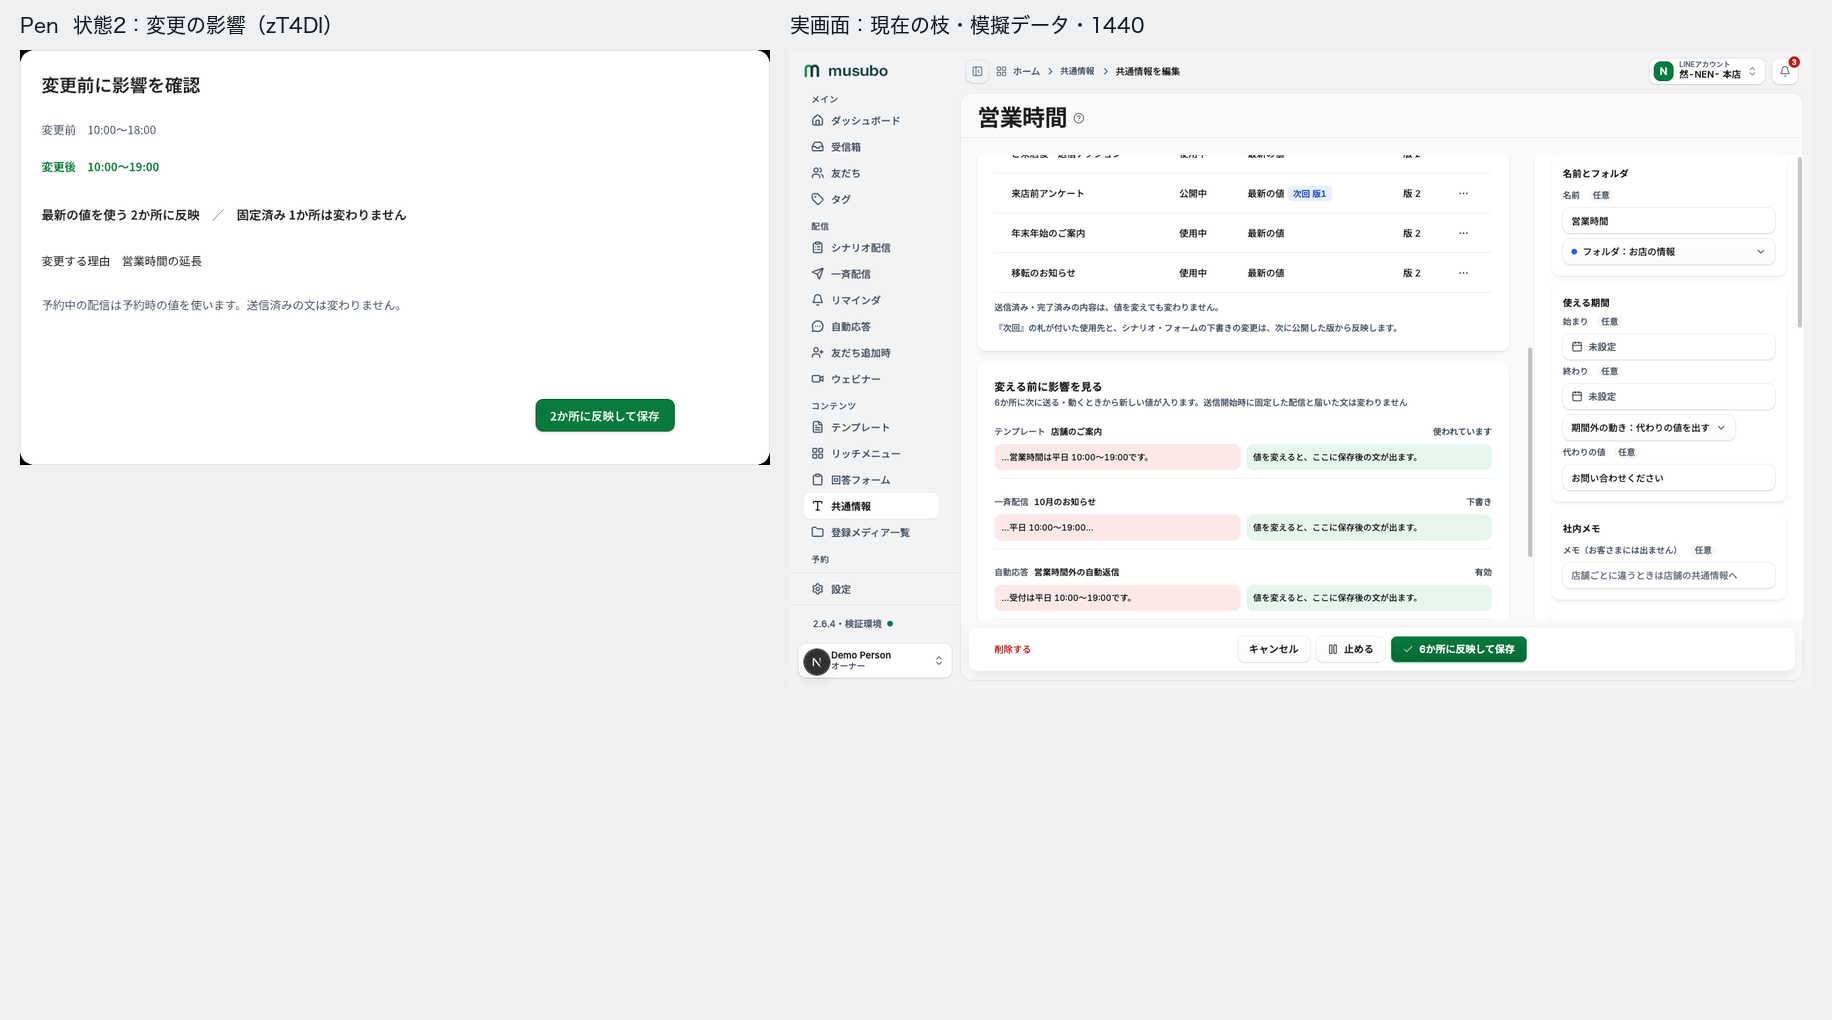 Pen 状態2：変更の影響（zT4DI）
変更前に影響を確認
変更前 10:00〜18:00
変更後 10:00〜19:00
最新の値を使う 2か所に反映 ／ 固定済み 1か所は変わりません
変更する理由 営業時間の延長
予約中の配信は予約時の値を使います。送信済みの文は変わりません。
2か所に反映して保存
実画面：現在の枝・模擬データ・1440
musubo
メイン
ダッシュボード
受信箱
友だち
タグ
配信
シナリオ配信
一斉配信
リマインダ
自動応答
友だち追加時
ウェビナー
コンテンツ
テンプレート
リッチメニュー
回答フォーム
共通情報
登録メディア一覧
予約
設定
2.6.4・検証環境
N
Demo Person
オーナー
ホーム
共通情報
共通情報を編集
N
LINEアカウント
然-NEN- 本店
3
営業時間
来店前アンケート 公開中 最新の値 次回 版1 版 2
年末年始のご案内 使用中 最新の値 版 2
移転のお知らせ 使用中 最新の値 版 2
送信済み・完了済みの内容は、値を変えても変わりません。
『次回』の札が付いた使用先と、シナリオ・フォームの下書きの変更は、次に公開した版から反映します。
変える前に影響を見る
6か所に次に送る・動くときから新しい値が入ります。送信開始時に固定した配信と届いた文は変わりません
テンプレート 店舗のご案内 使われています
…営業時間は平日 10:00〜19:00です。 値を変えると、ここに保存後の文が出ます。
一斉配信 10月のお知らせ 下書き
…平日 10:00〜19:00… 値を変えると、ここに保存後の文が出ます。
自動応答 営業時間外の自動返信 有効
…受付は平日 10:00〜19:00です。 値を変えると、ここに保存後の文が出ます。
名前とフォルダ
名前 任意
営業時間
フォルダ：お店の情報
使える期間
始まり 任意
未設定
終わり 任意
未設定
期間外の動き：代わりの値を出す
代わりの値 任意
お問い合わせください
社内メモ
メモ（お客さまには出ません） 任意
店舗ごとに違うときは店舗の共通情報へ
削除する
キャンセル
止める
6か所に反映して保存